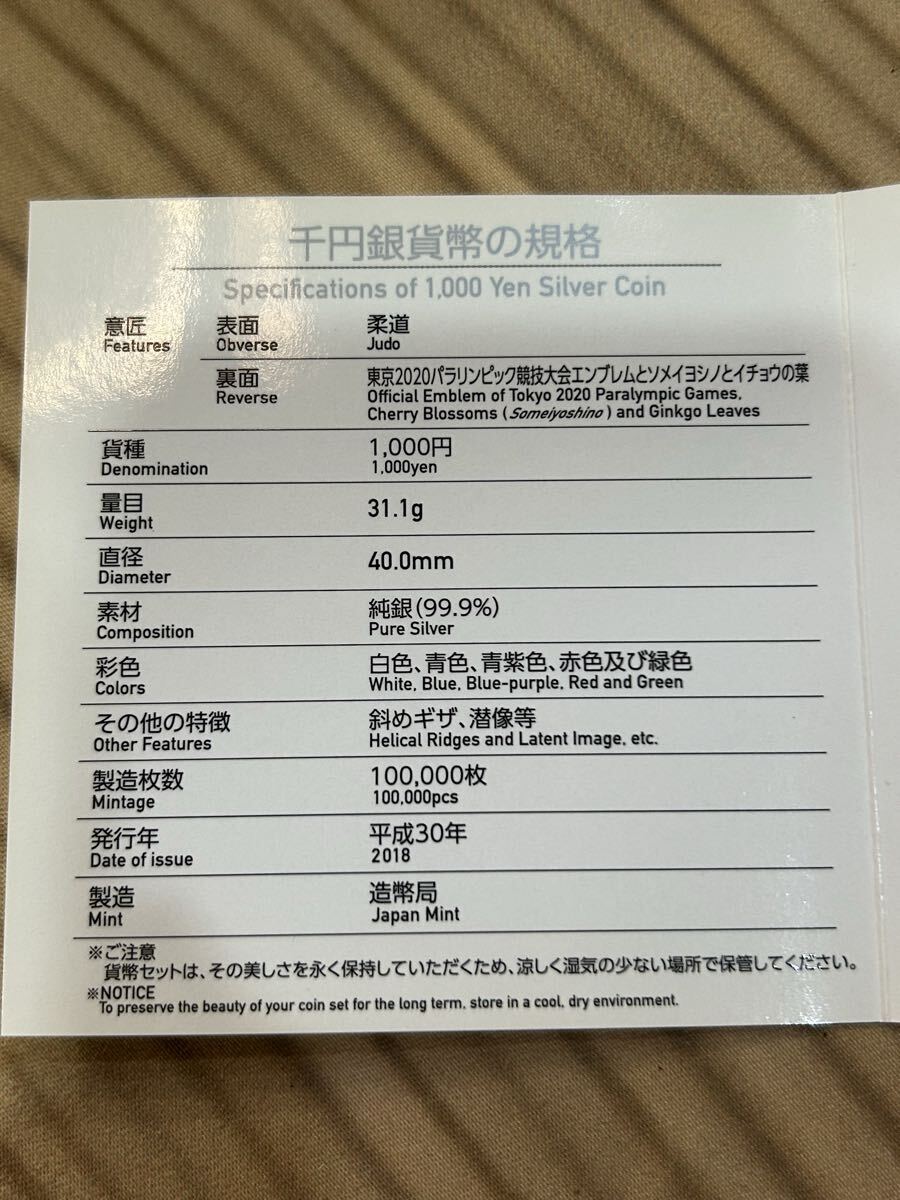 千円銀貨幣の規格
Specifications of 1,000 Yen Silver Coin
意匠 表面 柔道
Features Obverse Judo
裏面 東京2020パラリンピック競技大会エンブレムとソメイヨシノとイチョウの葉
Reverse Official Emblem of Tokyo 2020 Paralympic Games,
Cherry Blossoms (Someiyoshino) and Ginkgo Leaves
貨種 1,000円
Denomination 1,000yen
量目 31.1g
Weight
直径 40.0mm
Diameter
素材 純銀(99.9%)
Composition Pure Silver
彩色 白色、青色、青紫色、赤色及び緑色
Colors White, Blue, Blue-purple, Red and Green
その他の特徴 斜めギザ、潜像等
Other Features Helical Ridges and Latent Image, etc.
製造枚数 100,000枚
Mintage 100,000pcs
発行年 平成30年
Date of issue 2018
製造 造幣局
Mint Japan Mint
※ご注意
貨幣セットは、その美しさを永く保持していただくため、涼しく湿気の少ない場所で保管してください。
※NOTICE
To preserve the beauty of your coin set for the long term, store in a cool, dry environment.